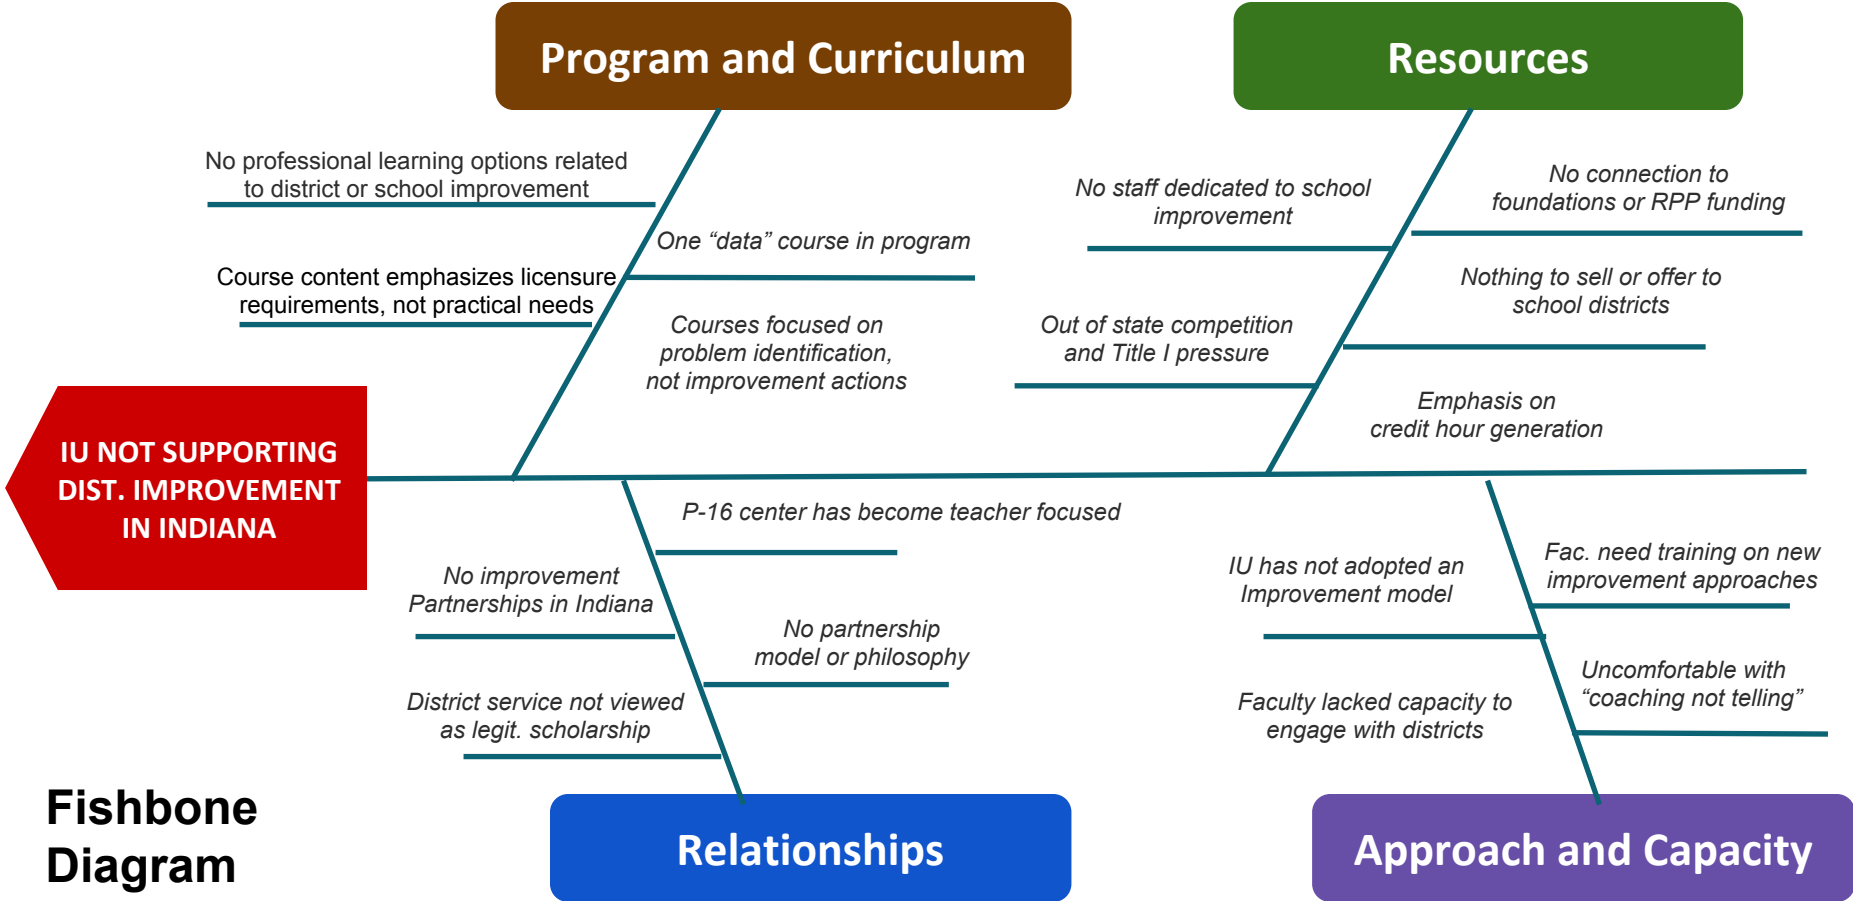 Program and Curriculum
Resources
No professional learning options related
to district or school improvement
One “data” course in program
Course content emphasizes licensure
requirements, not practical needs
Courses focused on
problem identification,
not improvement actions
No staff dedicated to school
improvement
No connection to
foundations or RPP funding
Nothing to sell or offer to
school districts
Out of state competition
and Title I pressure
Emphasis on
credit hour generation
IU NOT SUPPORTING
DIST. IMPROVEMENT
IN INDIANA
P-16 center has become teacher focused
No improvement
Partnerships in Indiana
No partnership
model or philosophy
District service not viewed
as legit. scholarship
IU has not adopted an
Improvement model
Fac. need training on new
improvement approaches
Faculty lacked capacity to
engage with districts
Uncomfortable with
“coaching not telling”
Fishbone
Diagram
Relationships
Approach and Capacity